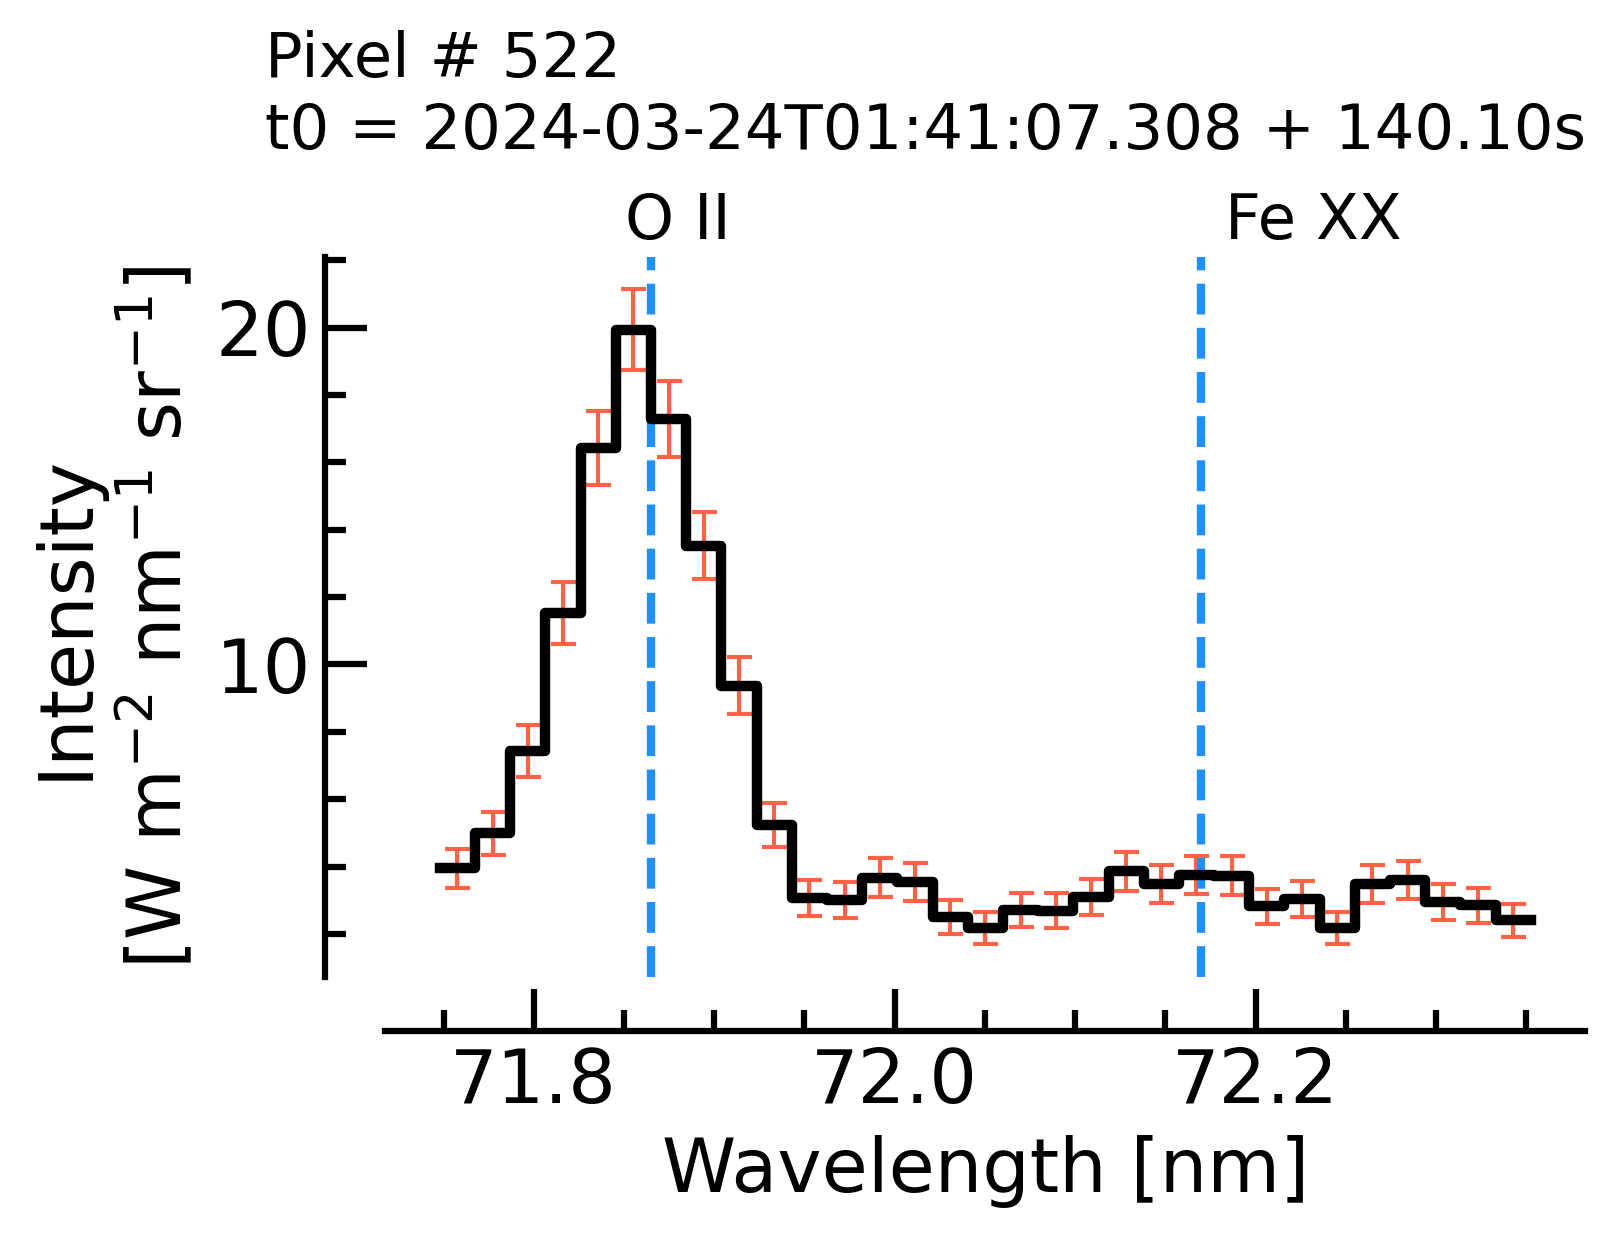 Pixel # 522
t0 = 2024-03-24T01:41:07.308 + 140.10s
O II
Fe XX
Intensity
[W m⁻² nm⁻¹ sr⁻¹]
20
10
71.8 72.0 72.2
Wavelength [nm]